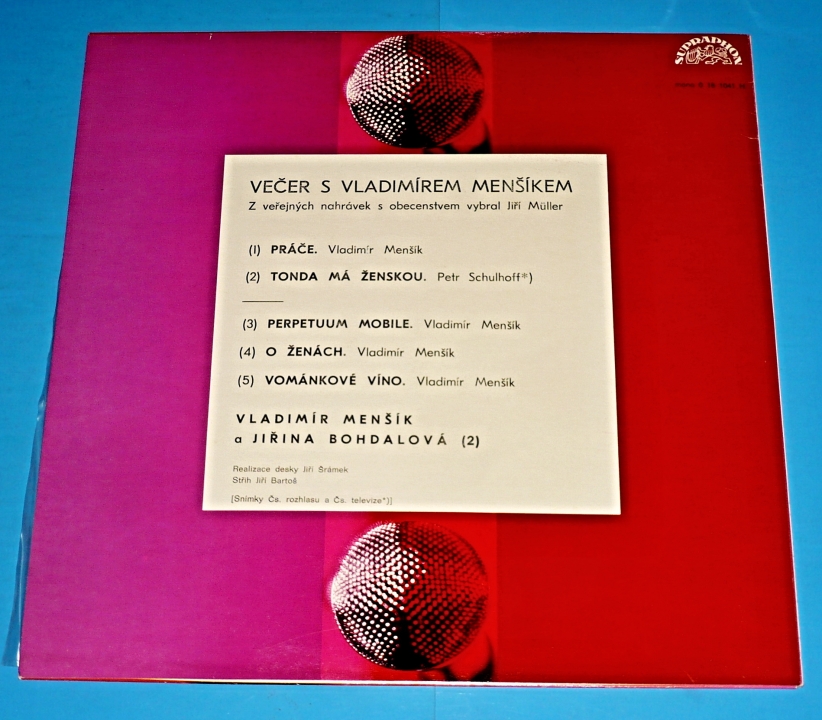 SUPRAPHON
VEČER S VLADIMÍREM MENŠÍKEM
Z veřejných nahrávek s obecenstvem vybral Jiří Müller
(1) PRÁČE. Vladimír Menšík
(2) TONDA MÁ ŽENSKOU. Petr Schulhoff*)
(3) PERPETUUM MOBILE. Vladimír Menšík
(4) O ŽENÁCH. Vladimír Menšík
(5) VOMÁNKOVÉ VÍNO. Vladimír Menšík
VLADIMÍR MENŠÍK
a JIŘINA BOHDALOVÁ (2)
Realizace desky Jiří Šrámek
Střih Jiří Bartoš
[Snímky Čs. rozhlasu a Čs. televize*)]